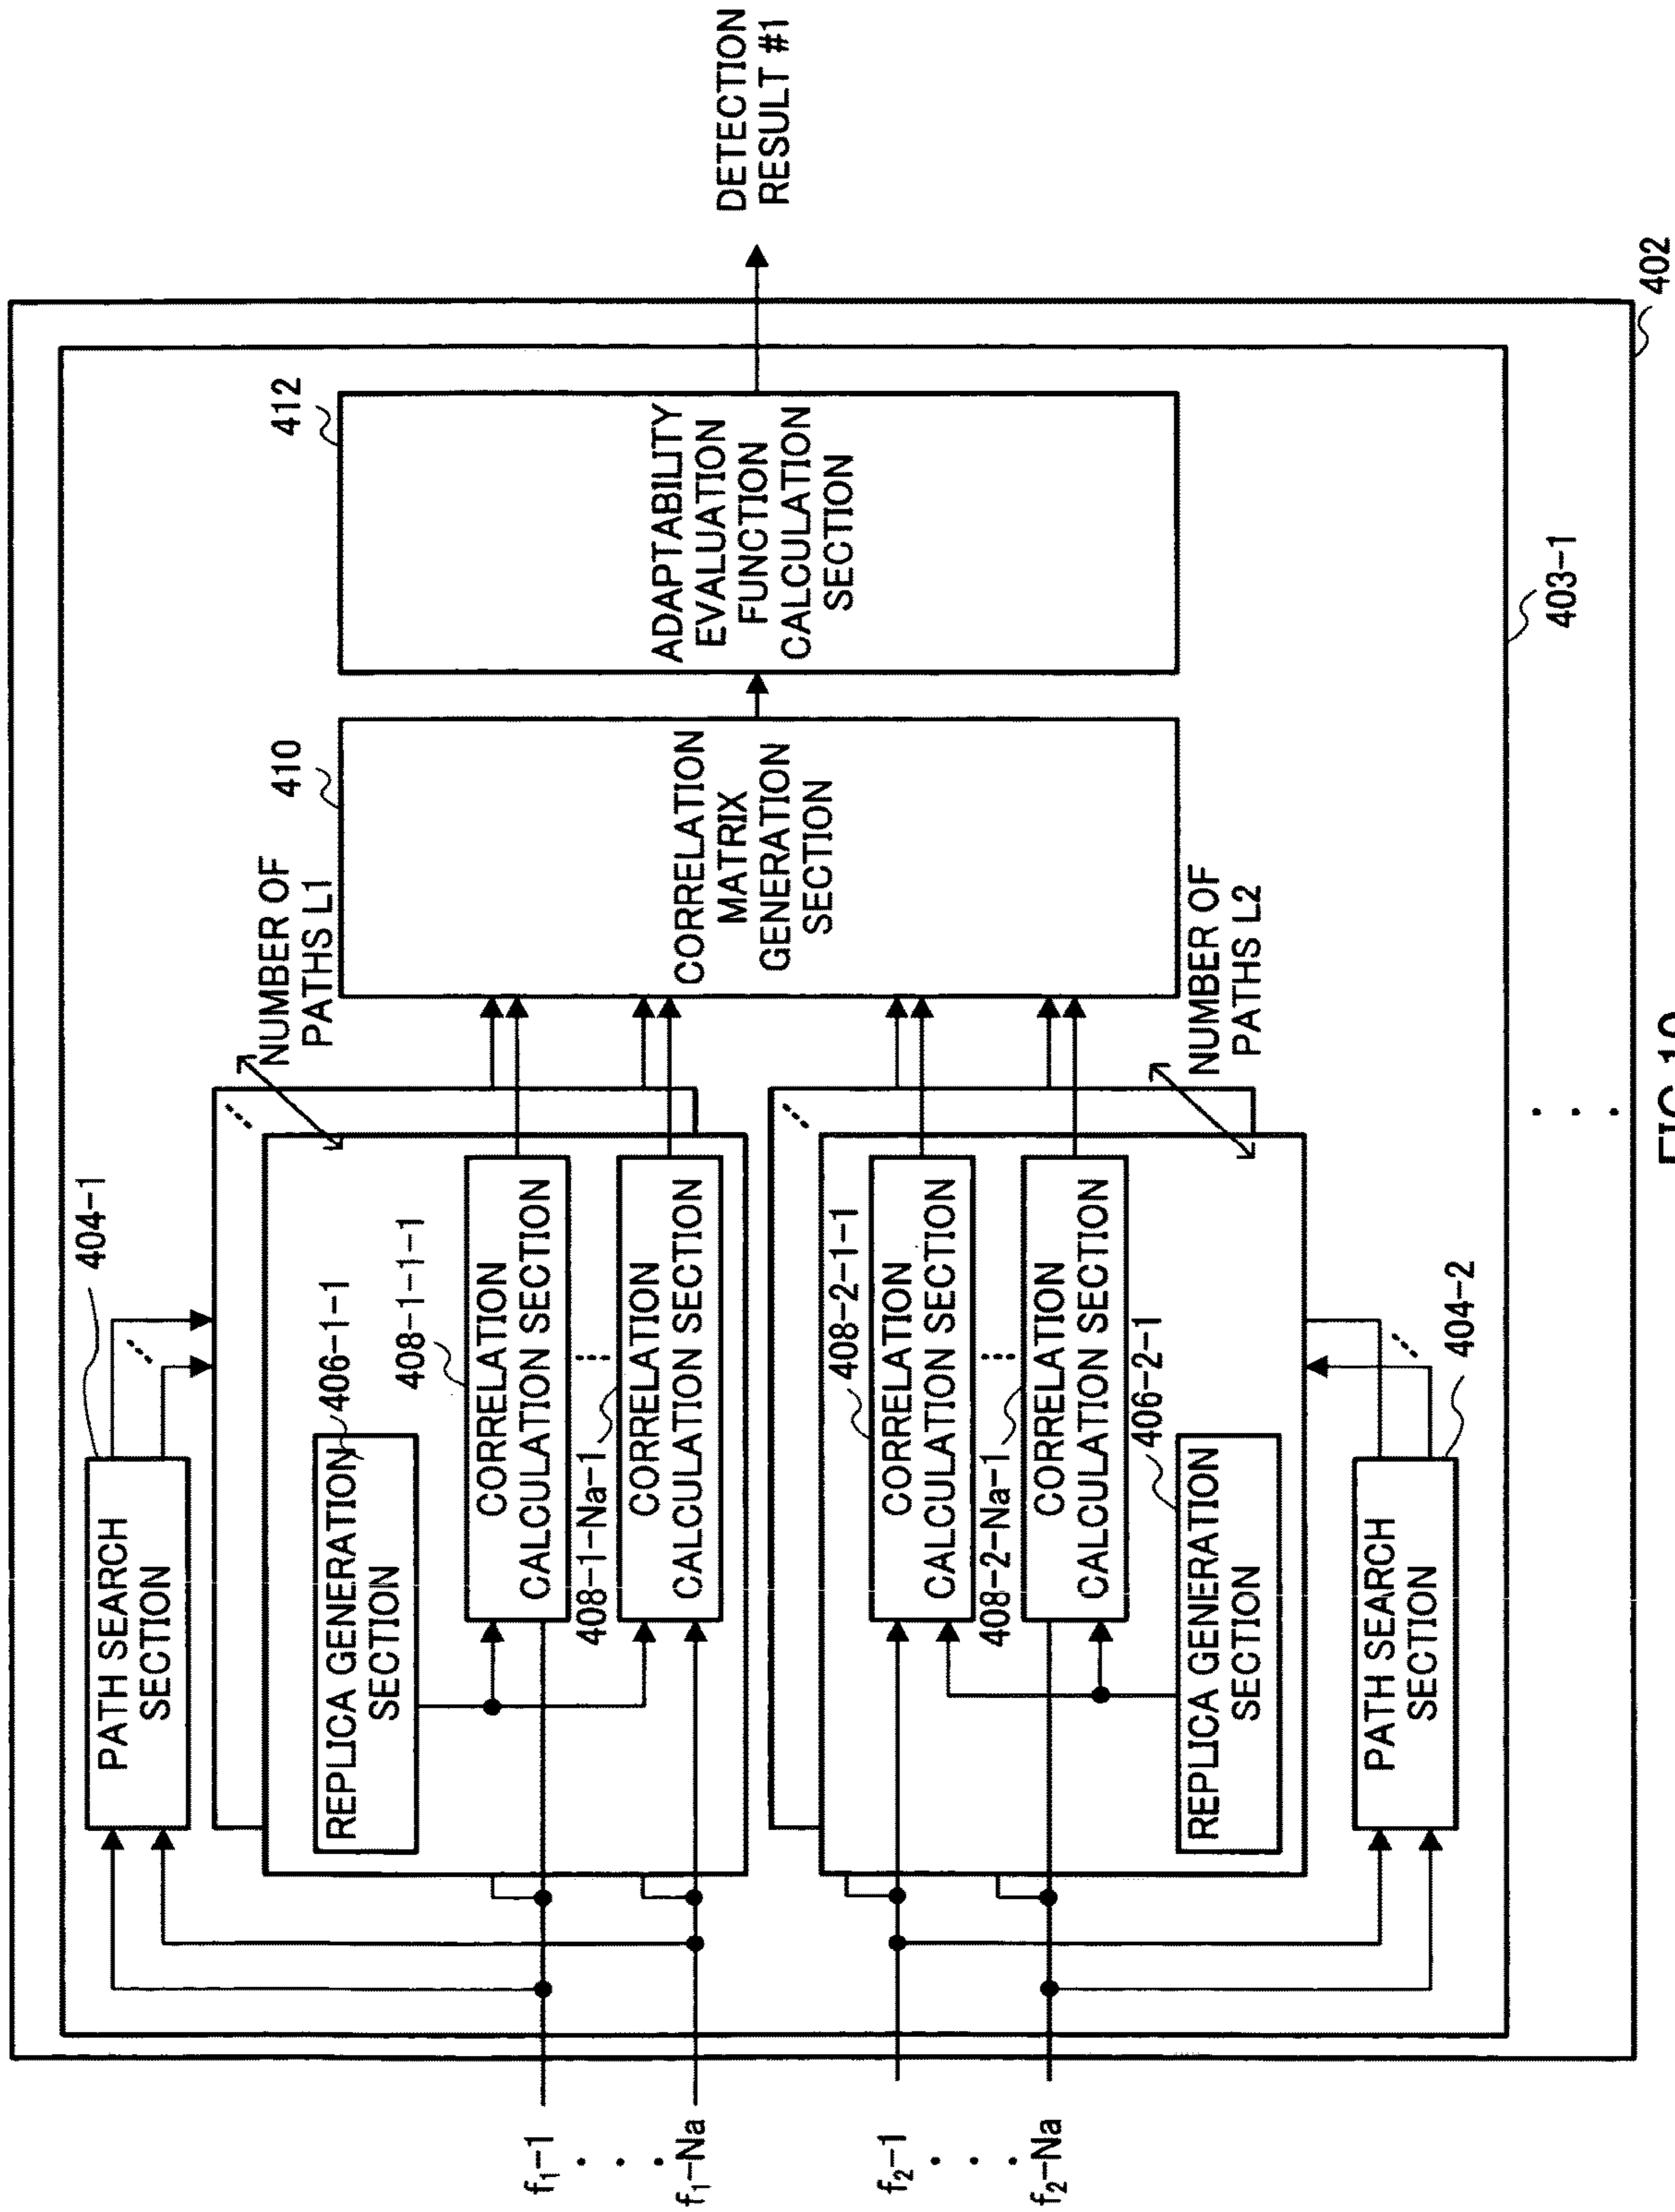 404-1
PATH SEARCH
SECTION
NUMBER OF
PATHS L1
410
412
406-1-1
REPLICA GENERATION
SECTION
408-1-1-1
CORRELATION
CALCULATION SECTION
408-1-Na-1
CORRELATION
CALCULATION SECTION
f1-1
f1-Na
CORRELATION
MATRIX
GENERATION
SECTION
ADAPTABILITY
EVALUATION
FUNCTION
CALCULATION
SECTION
DETECTION
RESULT #1
408-2-1-1
CORRELATION
CALCULATION SECTION
408-2-Na-1
CORRELATION
CALCULATION SECTION
f2-1
f2-Na
406-2-1
REPLICA GENERATION
SECTION
NUMBER OF
PATHS L2
PATH SEARCH
SECTION
404-2
403-1
402